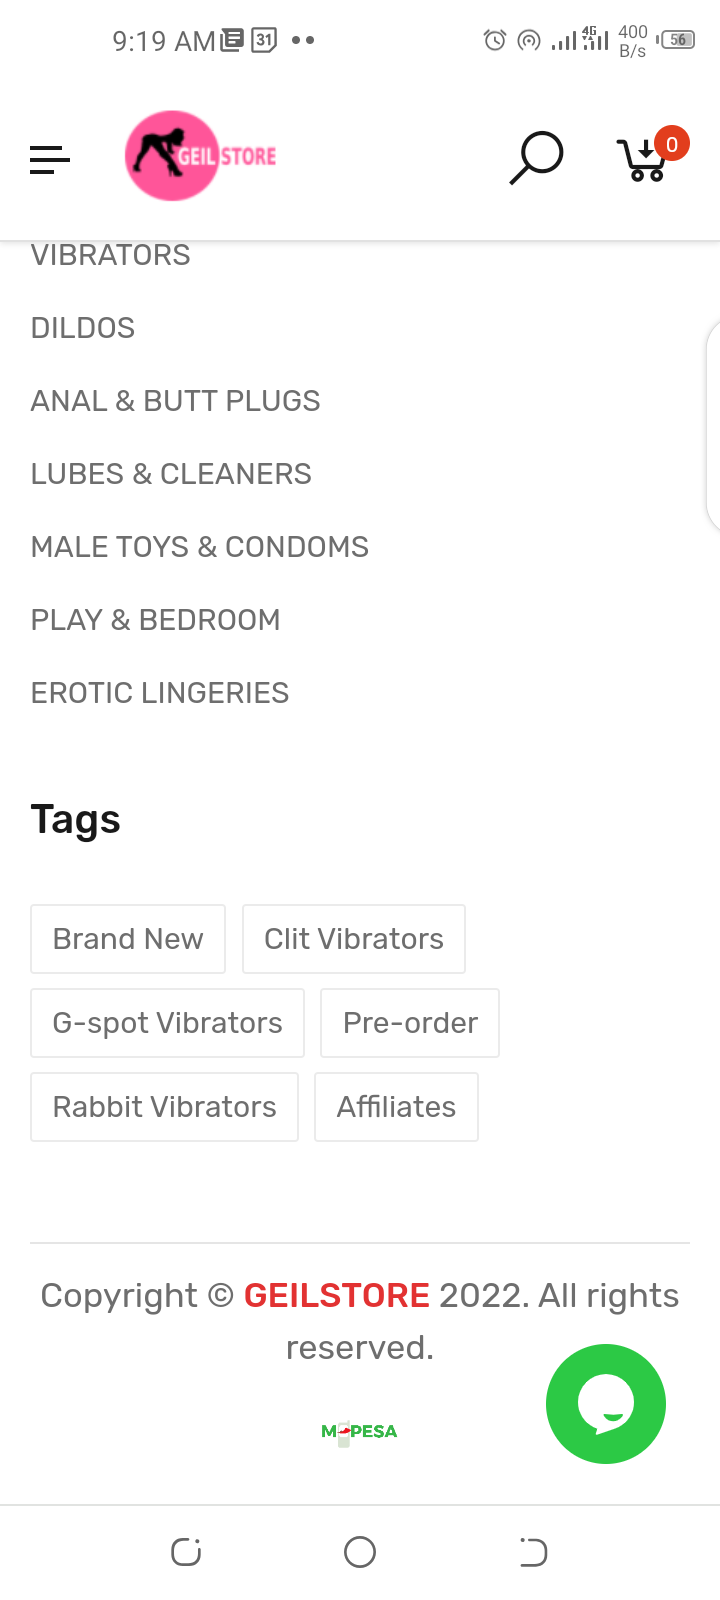 9:19 AM 31 4G 400 B/s 56
GEIL STORE 0
VIBRATORS
DILDOS
ANAL & BUTT PLUGS
LUBES & CLEANERS
MALE TOYS & CONDOMS
PLAY & BEDROOM
EROTIC LINGERIES
Tags
Brand New Clit Vibrators
G-spot Vibrators Pre-order
Rabbit Vibrators Affiliates
Copyright © GEILSTORE 2022. All rights
reserved.
M PESA